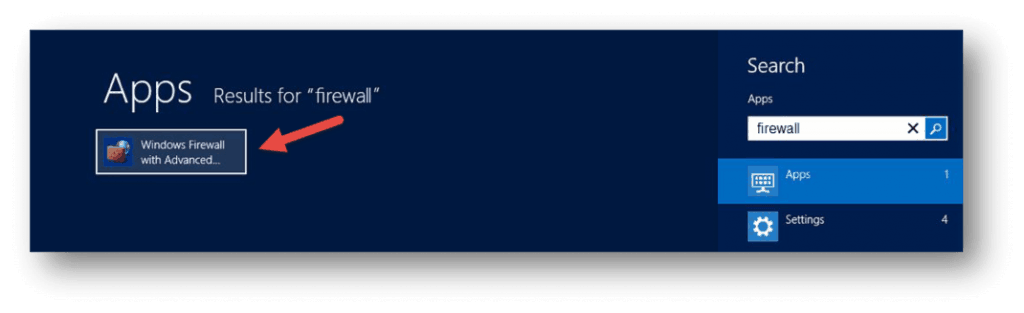 Apps Results for "firewall"
Windows Firewall
with Advanced...
Search
Apps
firewall
Apps 1
Settings 4